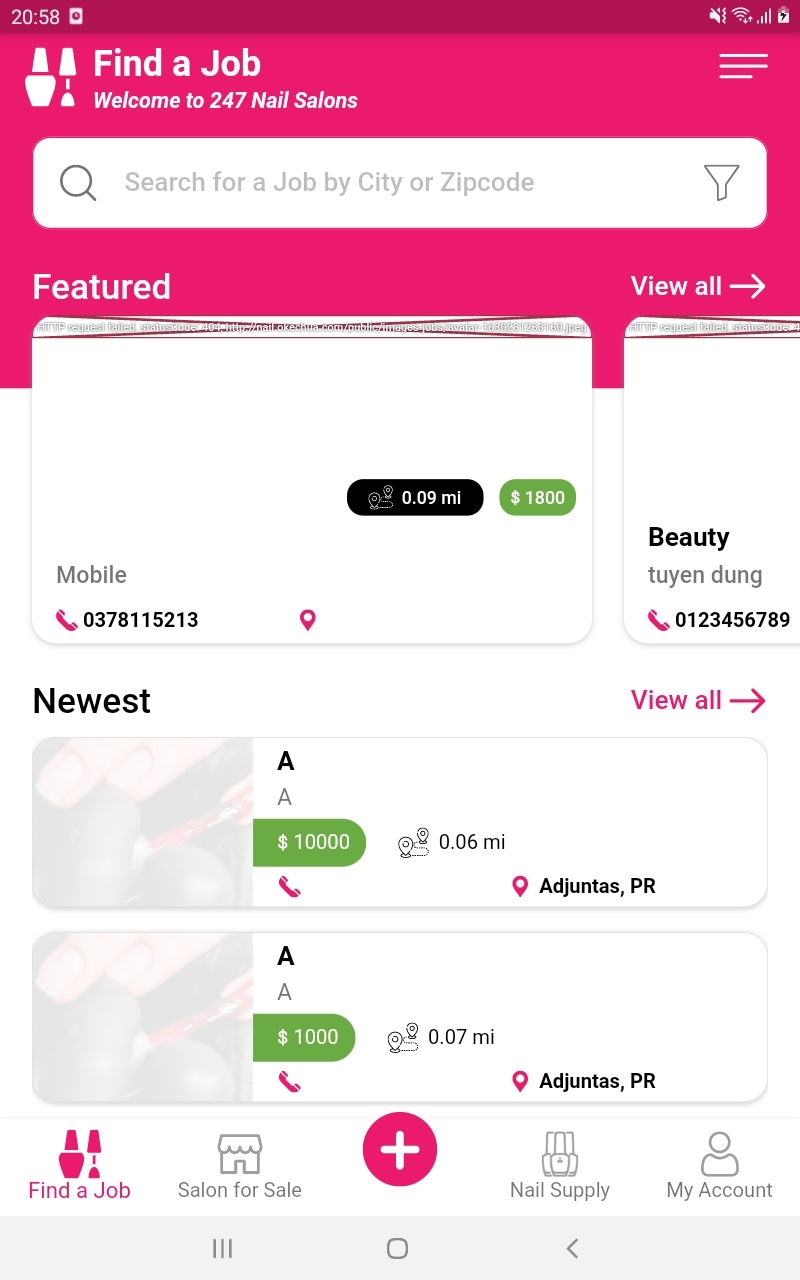 20:58
Find a Job
Welcome to 247 Nail Salons
Search for a Job by City or Zipcode
Featured
View all
HTTP request failed, statusCode: 404, http://nail.okechua.com/public/images-jobs/avatar-1630231263160.jpeg
HTTP request failed, statusCode: 4
0.09 mi
$ 1800
Mobile
0378115213
Beauty
tuyen dung
0123456789
Newest
View all
A
A
$ 10000
0.06 mi
Adjuntas, PR
A
A
$ 1000
0.07 mi
Adjuntas, PR
Find a Job
Salon for Sale
Nail Supply
My Account